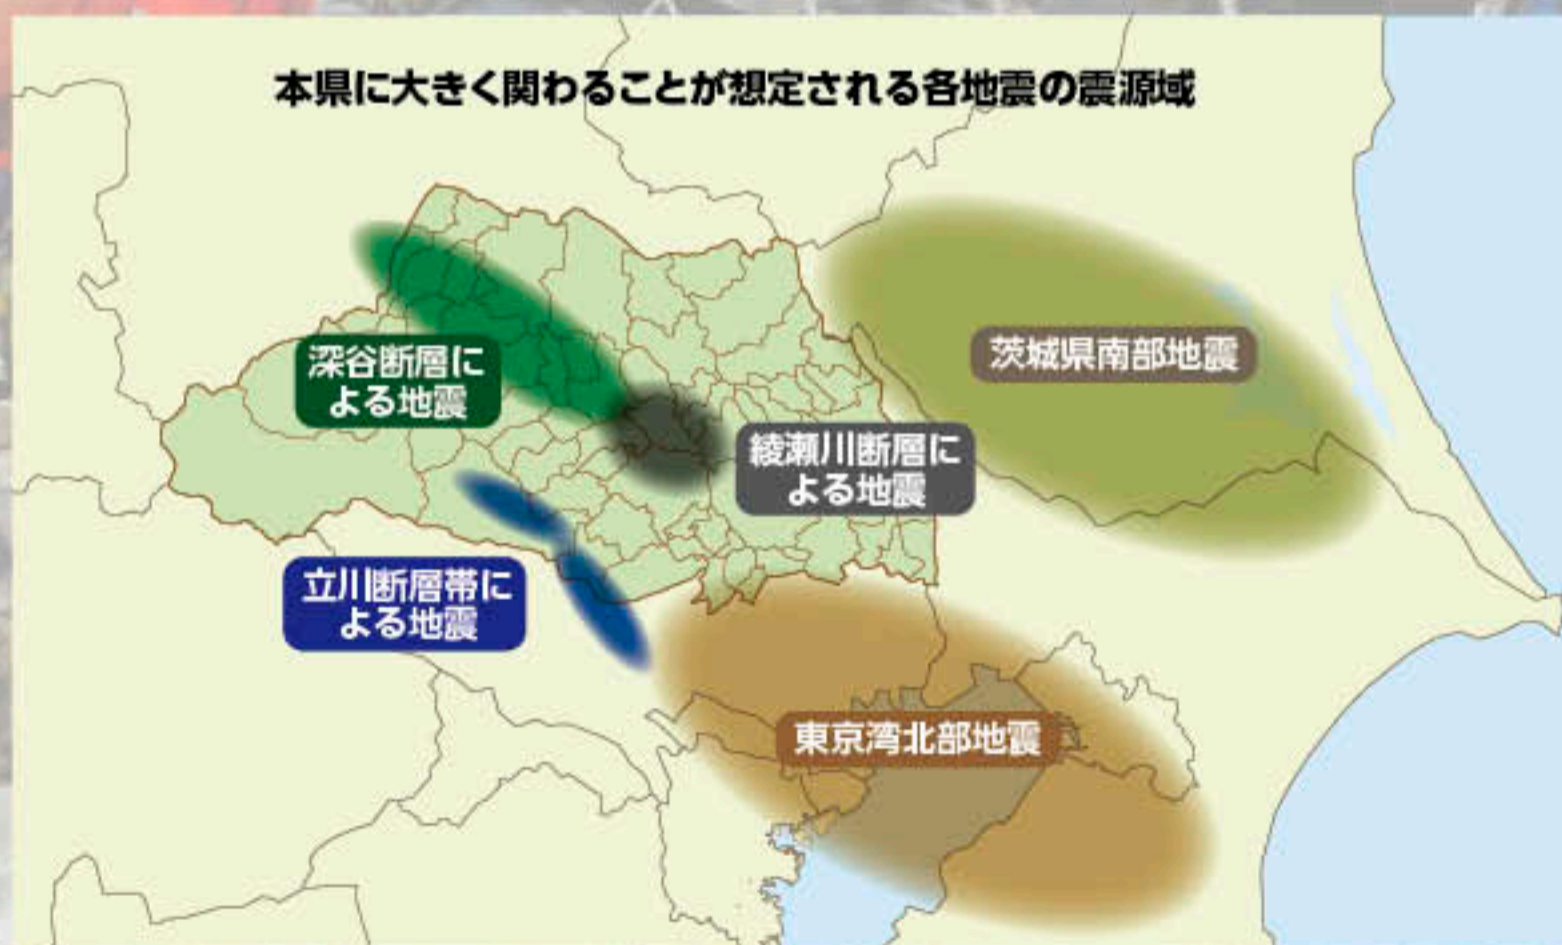 本県に大きく関わることが想定される各地震の震源域
深谷断層に
よる地震
茨城県南部地震
綾瀬川断層に
よる地震
立川断層帯に
よる地震
東京湾北部地震